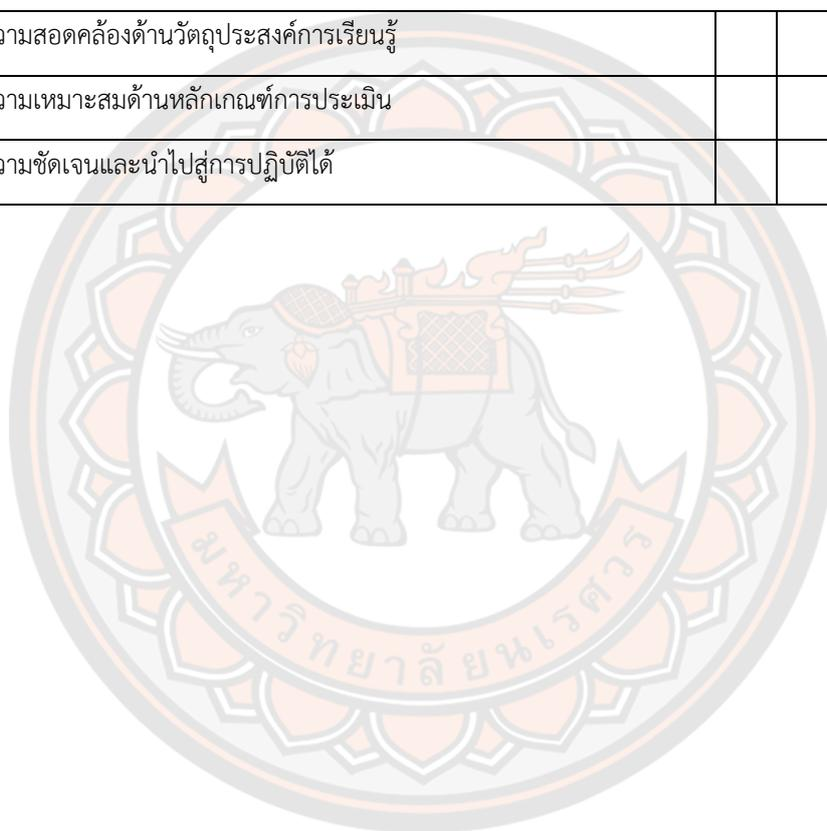 วามสอดคล้องด้านวัตถุประสงค์การเรียนรู้
วามเหมาะสมด้านหลักเกณฑ์การประเมิน
วามชัดเจนและนำไปสู่การปฏิบัติได้
มหาวิทยาลัยนเรศวร